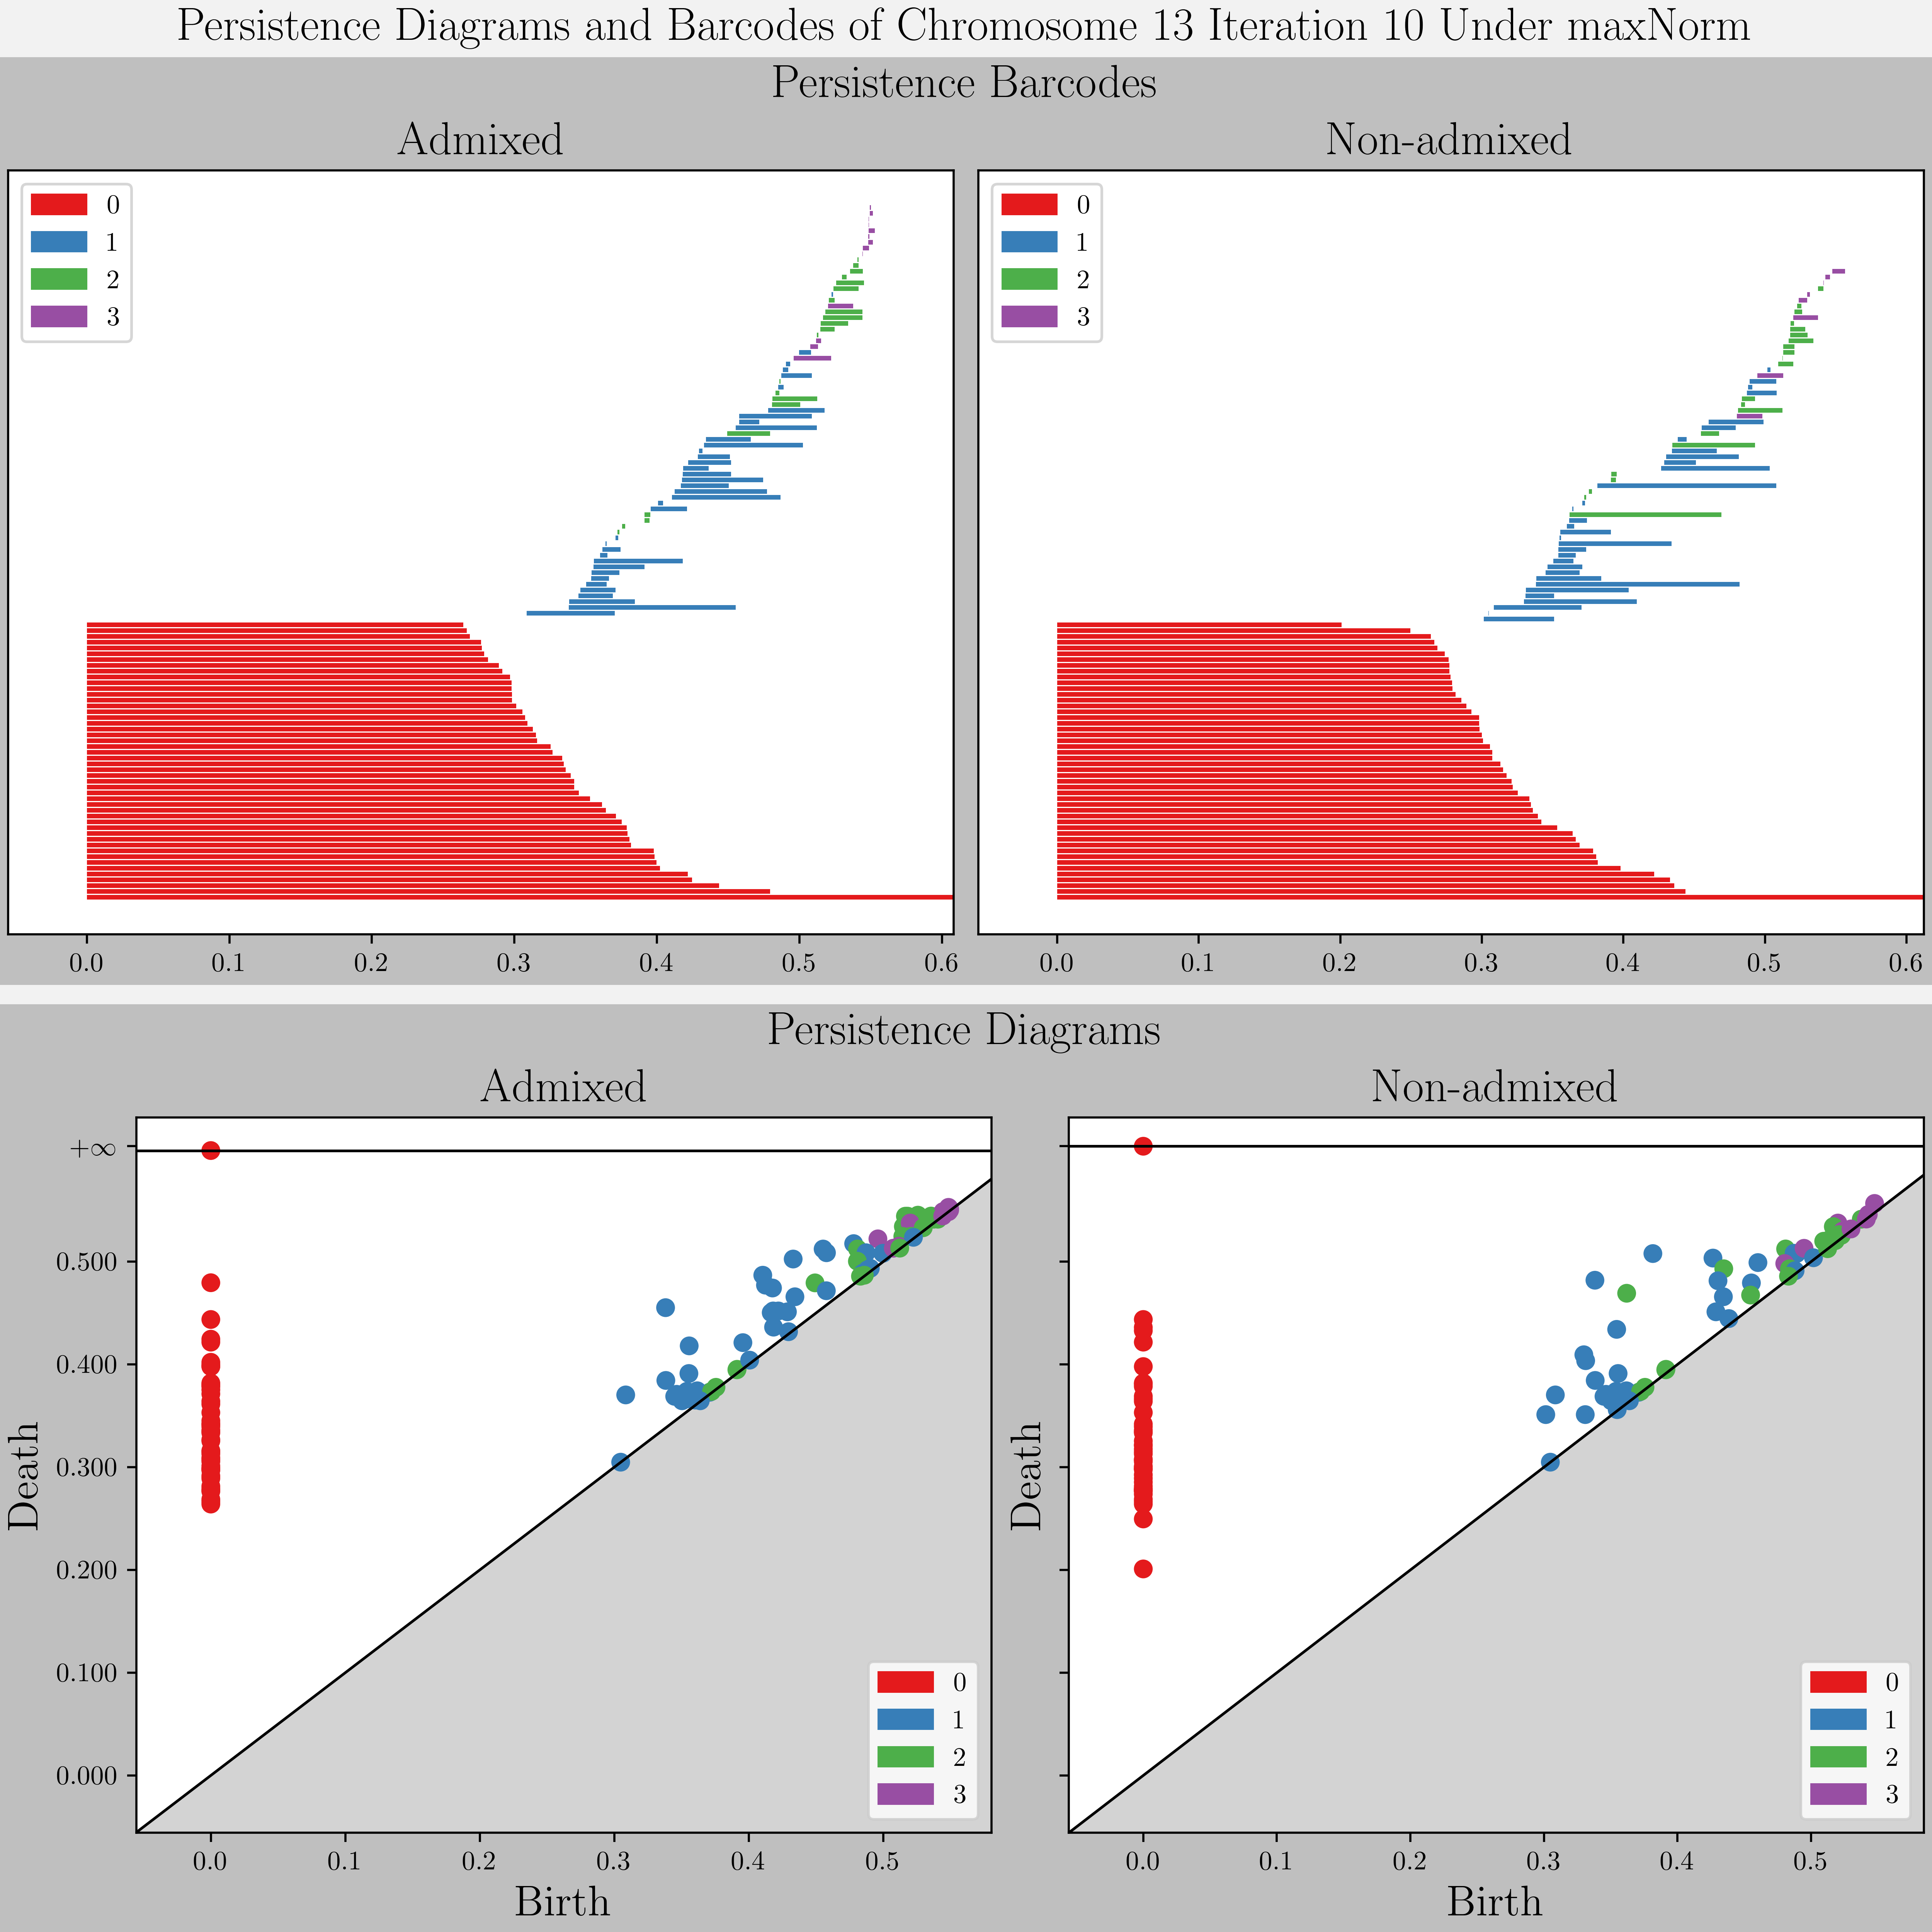 Persistence Diagrams and Barcodes of Chromosome 13 Iteration 10 Under maxNorm
Persistence Barcodes
Admixed
0
1
2
3
0.0 0.1 0.2 0.3 0.4 0.5 0.6
Non-admixed
0
1
2
3
0.0 0.1 0.2 0.3 0.4 0.5 0.6
Persistence Diagrams
Admixed
+∞
0.500
0.400
0.300
0.200
0.100
0.000
Death
0
1
2
3
0.0 0.1 0.2 0.3 0.4 0.5
Birth
Non-admixed
Death
0
1
2
3
0.0 0.1 0.2 0.3 0.4 0.5
Birth